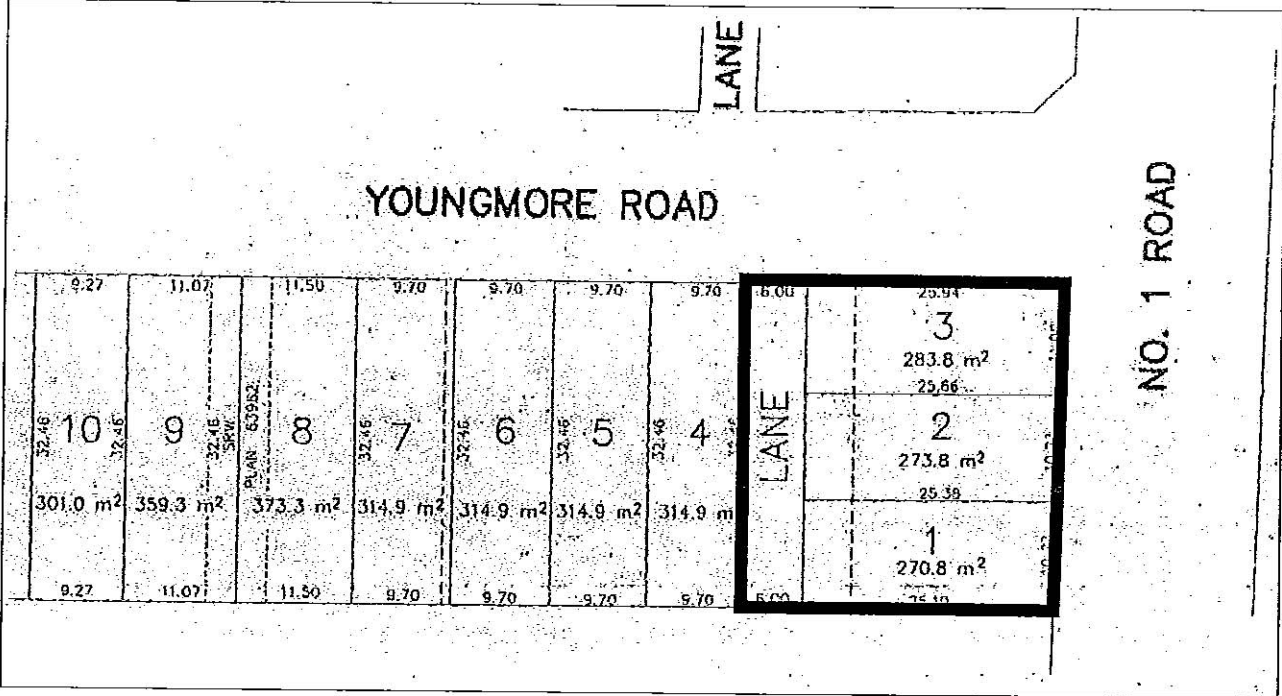 LANE
YOUNGMORE ROAD
NO. 1 ROAD
9.27 11.07 11.50 9.70 9.70 9.70 9.70 6.00 25.94
3
283.8 m²
25.66
32.46 10 32.46 9 32.46 8 32.46 7 32.46 6 32.46 5 32.46 4
S.R.W.
PLAN 63952
LANE
2
273.8 m²
25.39
301.0 m² 359.3 m² 373.3 m² 314.9 m² 314.9 m² 314.9 m² 314.9 m
1
270.8 m²
9.27 11.07 11.50 9.70 9.70 9.70 9.70 6.00